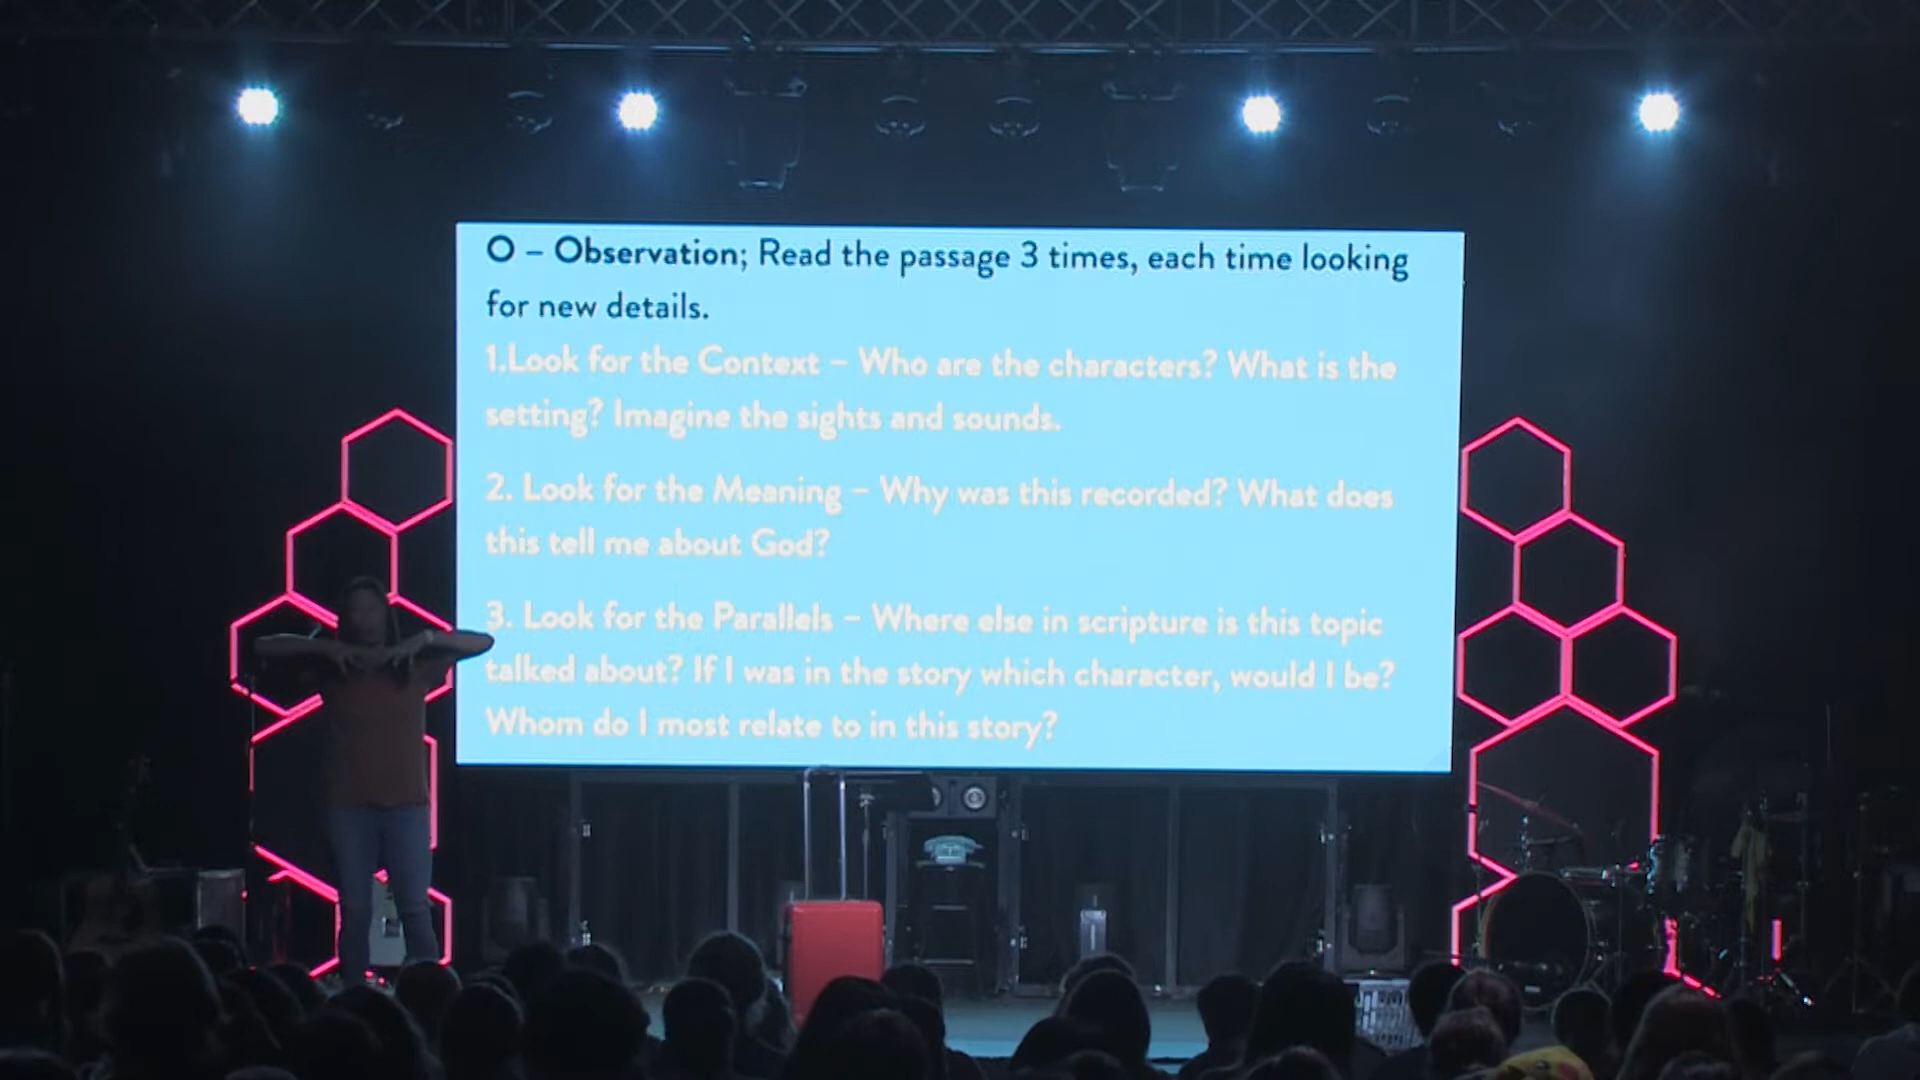 O – Observation; Read the passage 3 times, each time looking
for new details.
1.Look for the Context – Who are the characters? What is the
setting? Imagine the sights and sounds.
2. Look for the Meaning – Why was this recorded? What does
this tell me about God?
3. Look for the Parallels – Where else in scripture is this topic
talked about? If I was in the story which character, would I be?
Whom do I most relate to in this story?